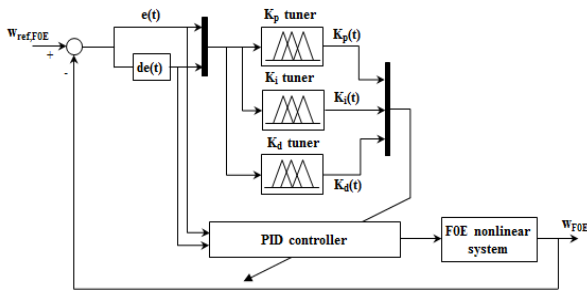 e(t)
w_ref,FOE
+
-
de(t)
K_p tuner
K_p(t)
K_i tuner
K_i(t)
K_d tuner
K_d(t)
PID controller
FOE nonlinear
system
w_FOE